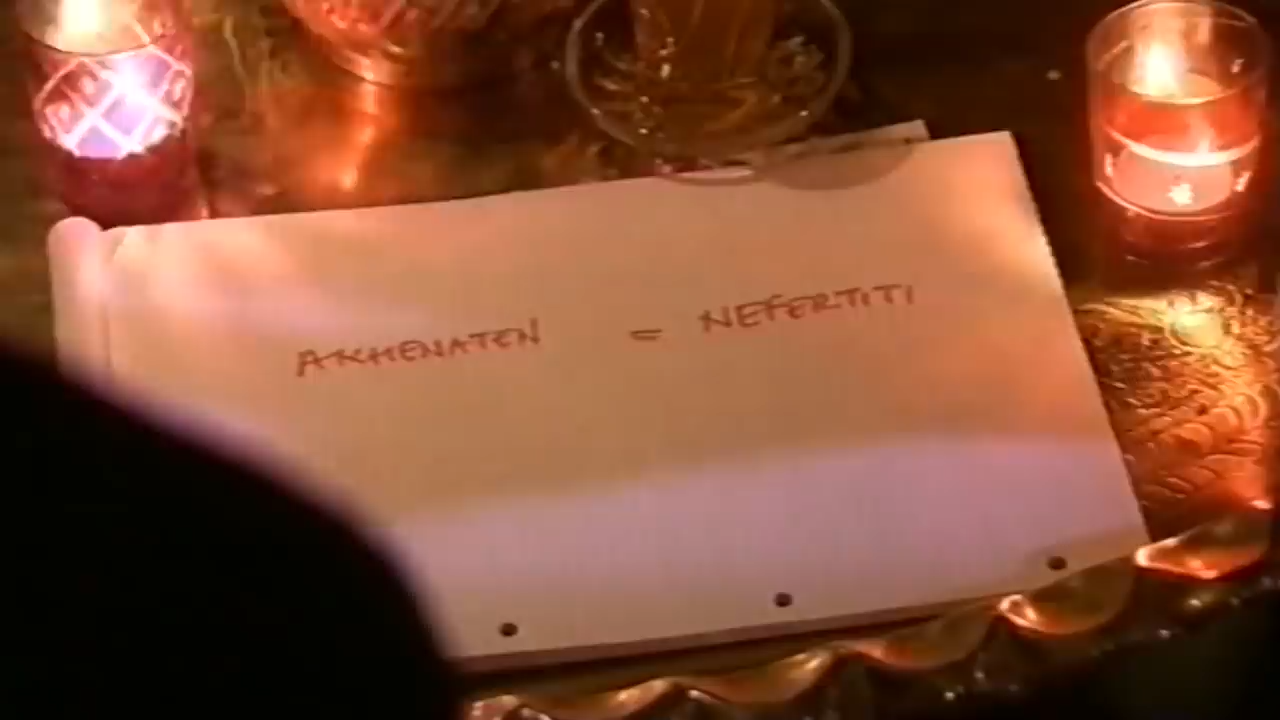 AKHENATEN = NEFERTITI